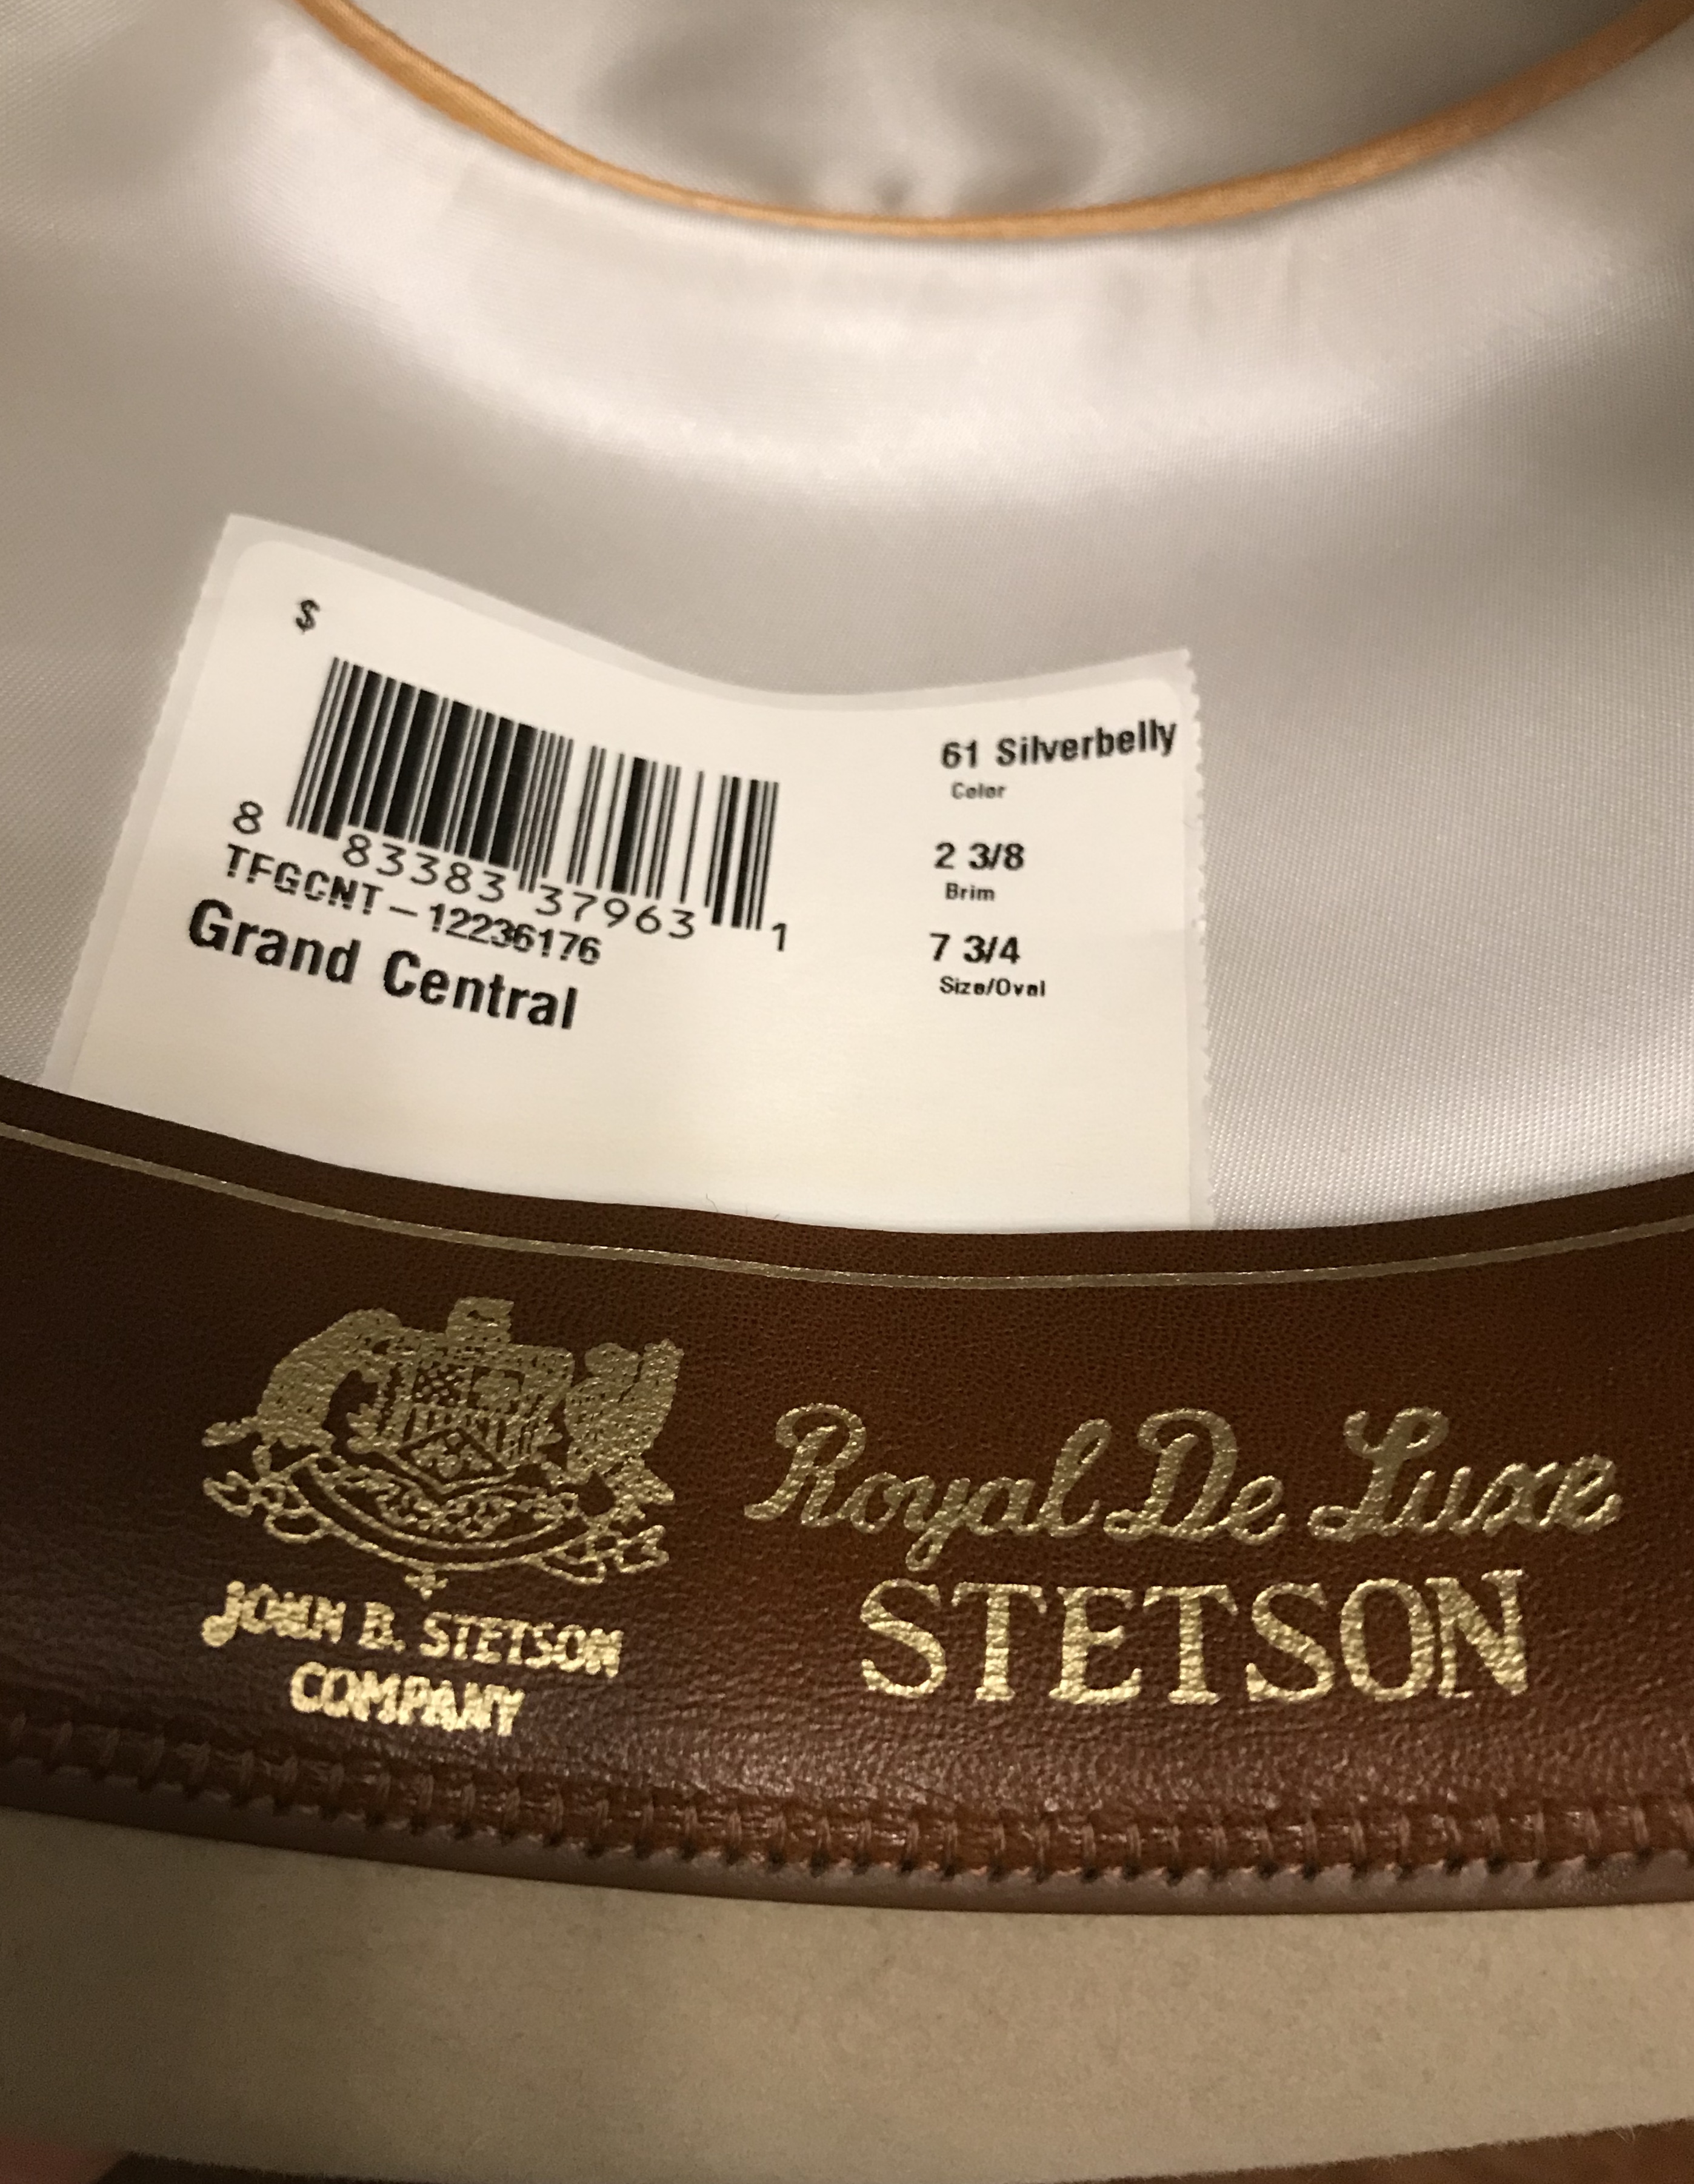 $
8 83383 37963 1
TFGCNT - 12236176
Grand Central
61 Silverbelly
Color
2 3/8
Brim
7 3/4
Size/Oval
JOHN B. STETSON
COMPANY
Royal De Luxe
STETSON